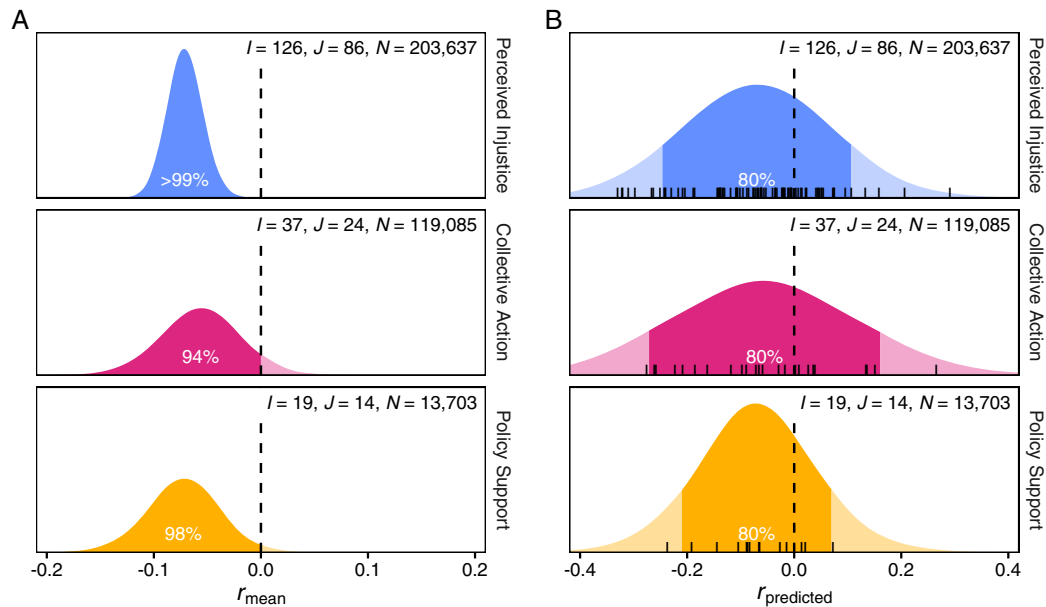 A
I = 126, J = 86, N = 203,637
>99%
Perceived Injustice
I = 37, J = 24, N = 119,085
94%
Collective Action
I = 19, J = 14, N = 13,703
98%
Policy Support
-0.2 -0.1 0.0 0.1 0.2
rmean
B
I = 126, J = 86, N = 203,637
80%
Perceived Injustice
I = 37, J = 24, N = 119,085
80%
Collective Action
I = 19, J = 14, N = 13,703
80%
Policy Support
-0.4 -0.2 0.0 0.2 0.4
rpredicted